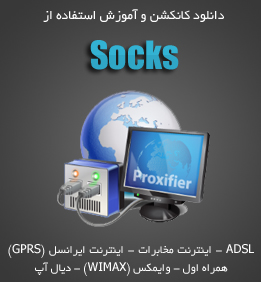 دانلود کانکشن و آموزش استفاده از
Socks
Proxifier
ADSL – اینترنت مخابرات – اینترنت ایرانسل (GPRS)
همراه اول – وایمکس (WIMAX) – دیال آپ